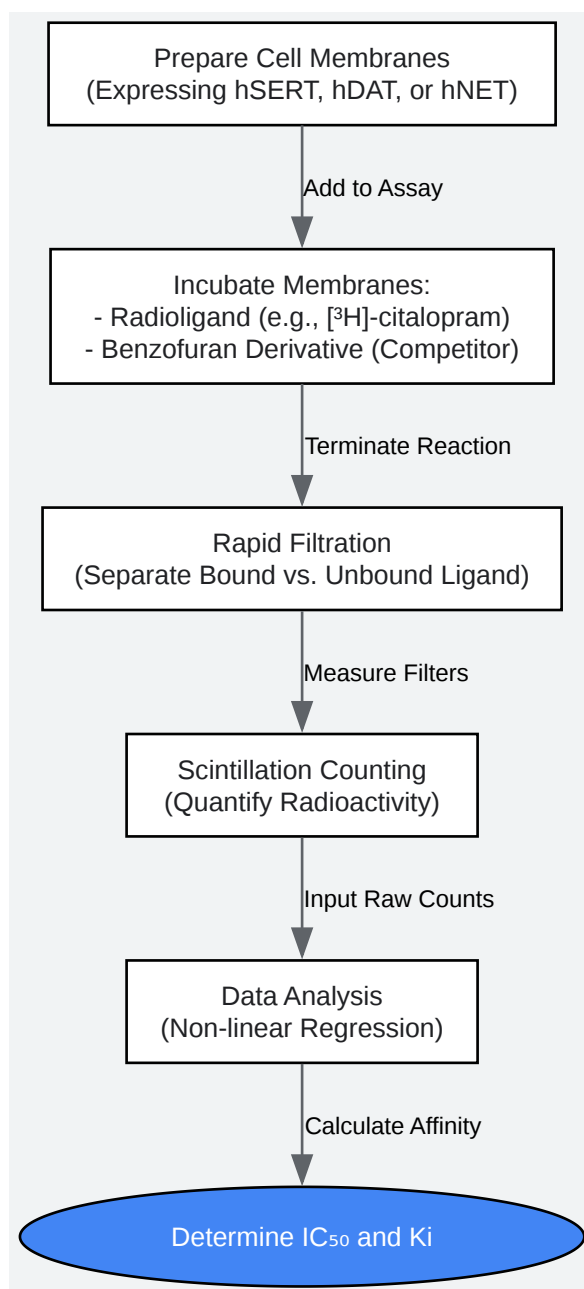 Prepare Cell Membranes
(Expressing hSERT, hDAT, or hNET)
Add to Assay
Incubate Membranes:
- Radioligand (e.g., [³H]-citalopram)
- Benzofuran Derivative (Competitor)
Terminate Reaction
Rapid Filtration
(Separate Bound vs. Unbound Ligand)
Measure Filters
Scintillation Counting
(Quantify Radioactivity)
Input Raw Counts
Data Analysis
(Non-linear Regression)
Calculate Affinity
Determine IC₅₀ and Ki